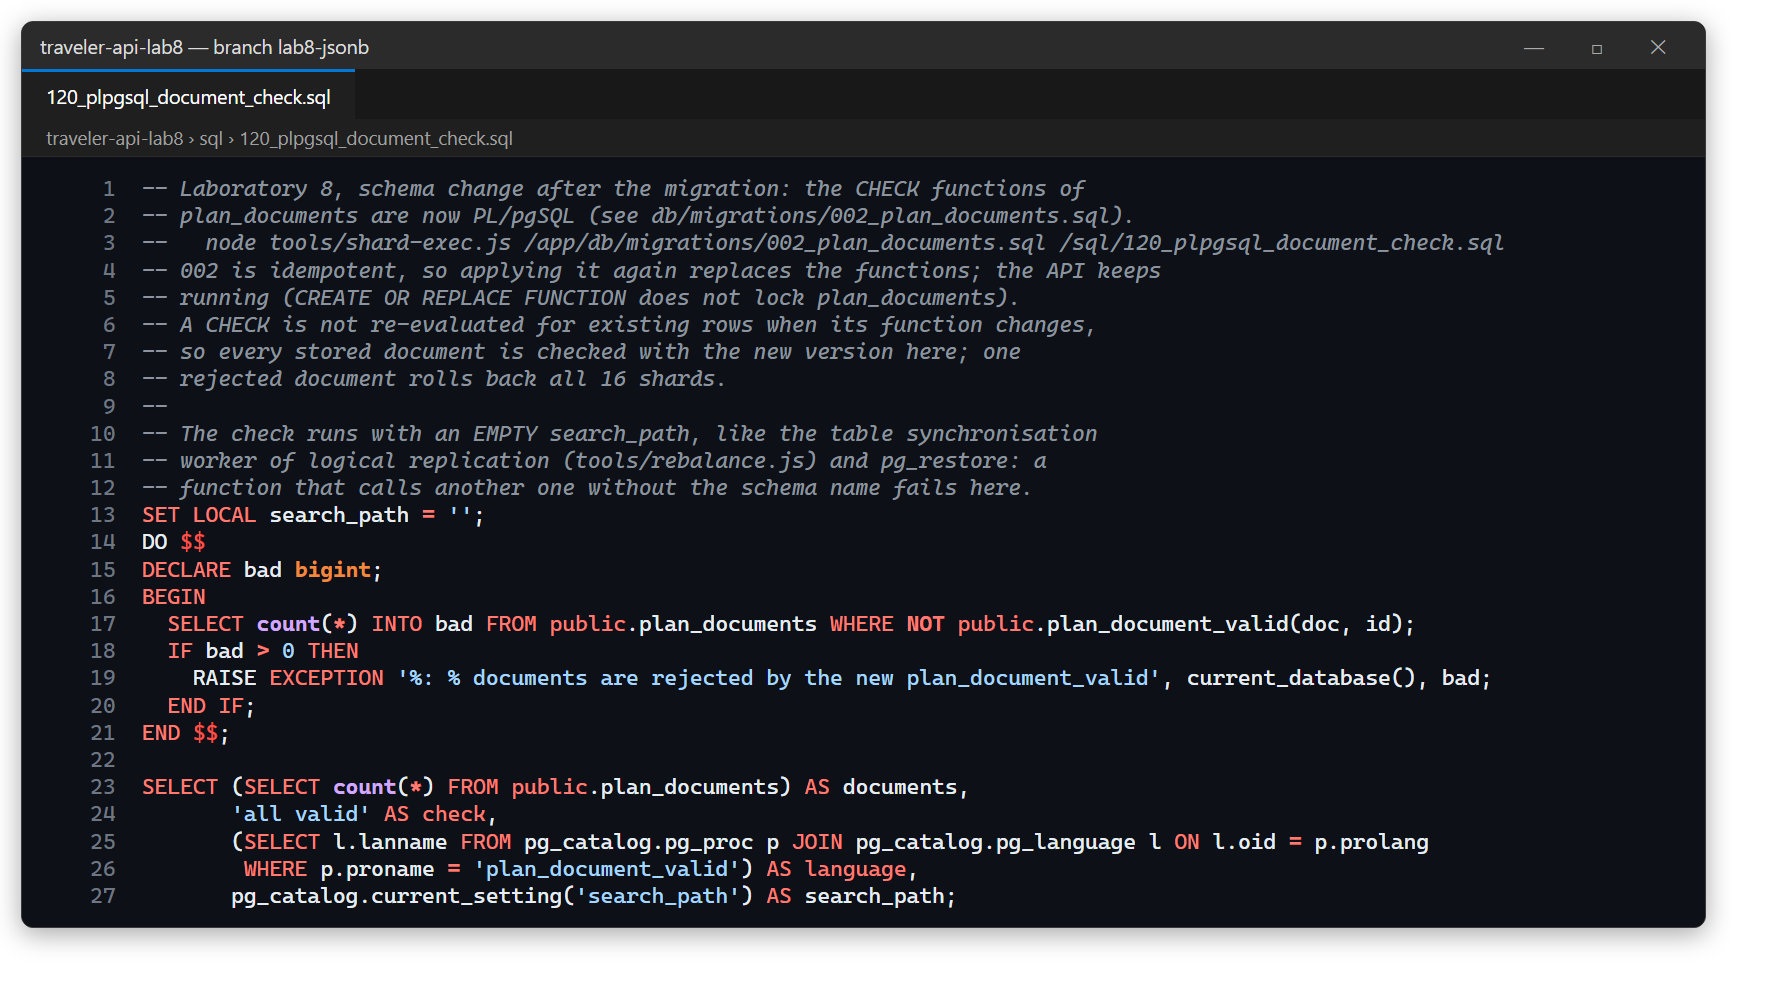 traveler-api-lab8 — branch lab8-jsonb
120_plpgsql_document_check.sql
traveler-api-lab8 › sql › 120_plpgsql_document_check.sql
1 -- Laboratory 8, schema change after the migration: the CHECK functions of
2 -- plan_documents are now PL/pgSQL (see db/migrations/002_plan_documents.sql).
3 --   node tools/shard-exec.js /app/db/migrations/002_plan_documents.sql /sql/120_plpgsql_document_check.sql
4 -- 002 is idempotent, so applying it again replaces the functions; the API keeps
5 -- running (CREATE OR REPLACE FUNCTION does not lock plan_documents).
6 -- A CHECK is not re-evaluated for existing rows when its function changes,
7 -- so every stored document is checked with the new version here; one
8 -- rejected document rolls back all 16 shards.
9 --
10 -- The check runs with an EMPTY search_path, like the table synchronisation
11 -- worker of logical replication (tools/rebalance.js) and pg_restore: a
12 -- function that calls another one without the schema name fails here.
13 SET LOCAL search_path = '';
14 DO $$
15 DECLARE bad bigint;
16 BEGIN
17   SELECT count(*) INTO bad FROM public.plan_documents WHERE NOT public.plan_document_valid(doc, id);
18   IF bad > 0 THEN
19     RAISE EXCEPTION '%: % documents are rejected by the new plan_document_valid', current_database(), bad;
20   END IF;
21 END $$;
22
23 SELECT (SELECT count(*) FROM public.plan_documents) AS documents,
24        'all valid' AS check,
25        (SELECT l.lanname FROM pg_catalog.pg_proc p JOIN pg_catalog.pg_language l ON l.oid = p.prolang
26         WHERE p.proname = 'plan_document_valid') AS language,
27        pg_catalog.current_setting('search_path') AS search_path;